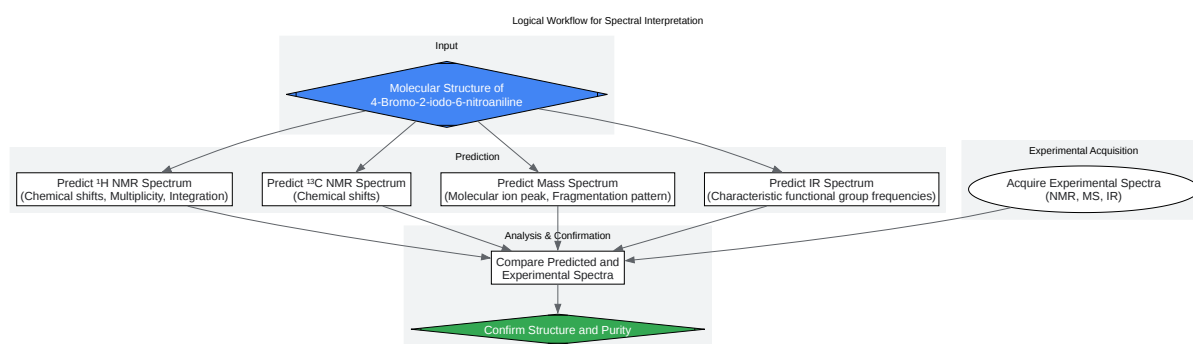 Logical Workflow for Spectral Interpretation
Input
Molecular Structure of
4-Bromo-2-iodo-6-nitroaniline
Experimental Acquisition
Prediction
Predict ¹H NMR Spectrum
(Chemical shifts, Multiplicity, Integration)
Predict ¹³C NMR Spectrum
(Chemical shifts)
Predict Mass Spectrum
(Molecular ion peak, Fragmentation pattern)
Predict IR Spectrum
(Characteristic functional group frequencies)
Acquire Experimental Spectra
(NMR, MS, IR)
Analysis & Confirmation
Compare Predicted and
Experimental Spectra
Confirm Structure and Purity